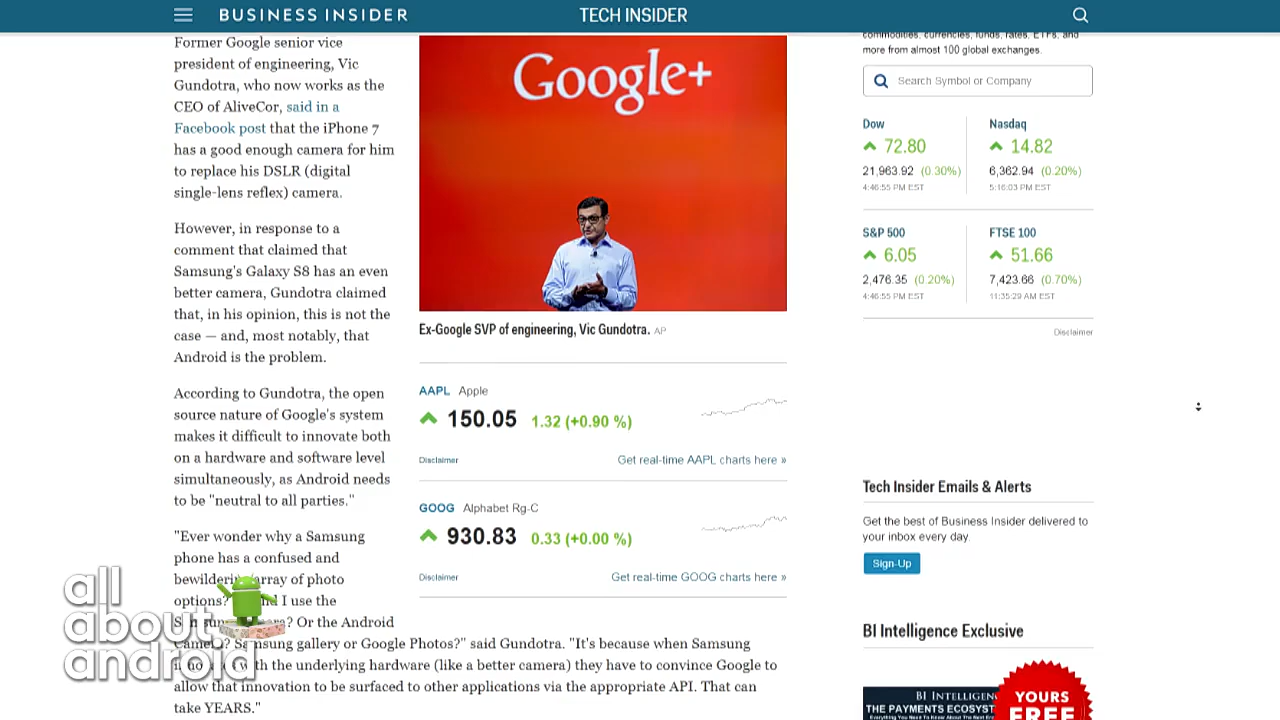 BUSINESS INSIDER
TECH INSIDER
Former Google senior vice
president of engineering, Vic
Gundotra, who now works as the
CEO of AliveCor, said in a
Facebook post that the iPhone 7
has a good enough camera for him
to replace his DSLR (digital
single-lens reflex) camera.
However, in response to a
comment that claimed that
Samsung's Galaxy S8 has an even
better camera, Gundotra claimed
that, in his opinion, this is not the
case — and, most notably, that
Android is the problem.
According to Gundotra, the open
source nature of Google's system
makes it difficult to innovate both
on a hardware and software level
simultaneously, as Android needs
to be "neutral to all parties."
"Ever wonder why a Samsung
phone has a confused and
array of photo
options? I use the
? Or the Android
gallery or Google Photos?" said Gundotra. "It's because when Samsung
the underlying hardware (like a better camera) they have to convince Google to
allow that innovation to be surfaced to other applications via the appropriate API. That can
take YEARS."
Google+
Ex-Google SVP of engineering, Vic Gundotra. AP
AAPL Apple
150.05 1.32 (+0.90 %)
Disclaimer Get real-time AAPL charts here »
GOOG Alphabet Rg-C
930.83 0.33 (+0.00 %)
Disclaimer Get real-time GOOG charts here »
commodities, currencies, funds, rates, ETFs, and
more from almost 100 global exchanges.
Search Symbol or Company
Dow Nasdaq
72.80 14.82
21,963.92 (0.30%) 6,362.94 (0.20%)
4:46:55 PM EST 5:16:03 PM EST
S&P 500 FTSE 100
6.05 51.66
2,476.35 (0.20%) 7,423.66 (0.70%)
4:46:55 PM EST 11:35:29 AM EST
Disclaimer
Tech Insider Emails & Alerts
Get the best of Business Insider delivered to
your inbox every day.
Sign-Up
BI Intelligence Exclusive
BI INTELLIGENC
THE PAYMENTS ECOSYST
YOURS
FREE
all
about
android